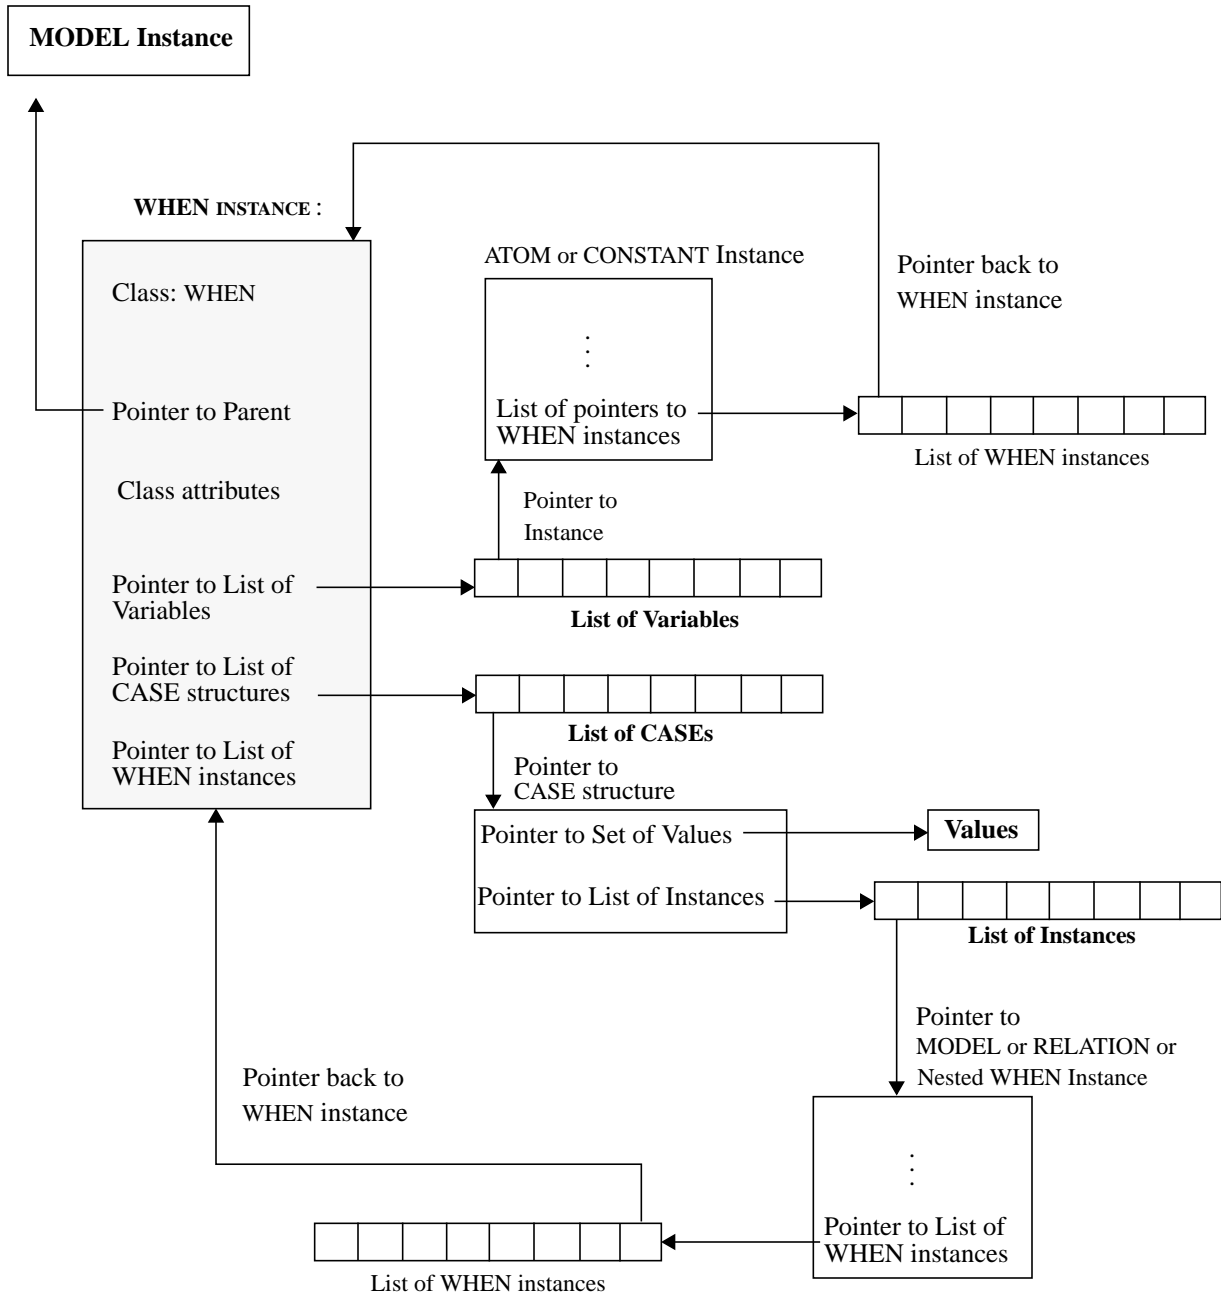 MODEL Instance
WHEN INSTANCE :
Class: WHEN
Pointer to Parent
Class attributes
Pointer to List of
Variables
Pointer to List of
CASE structures
Pointer to List of
WHEN instances
ATOM or CONSTANT Instance
List of pointers to
WHEN instances
Pointer back to
WHEN instance
List of WHEN instances
Pointer to
Instance
List of Variables
List of CASEs
Pointer to
CASE structure
Pointer to Set of Values
Values
Pointer to List of Instances
List of Instances
Pointer to
MODEL or RELATION or
Nested WHEN Instance
Pointer back to
WHEN instance
Pointer to List of
WHEN instances
List of WHEN instances